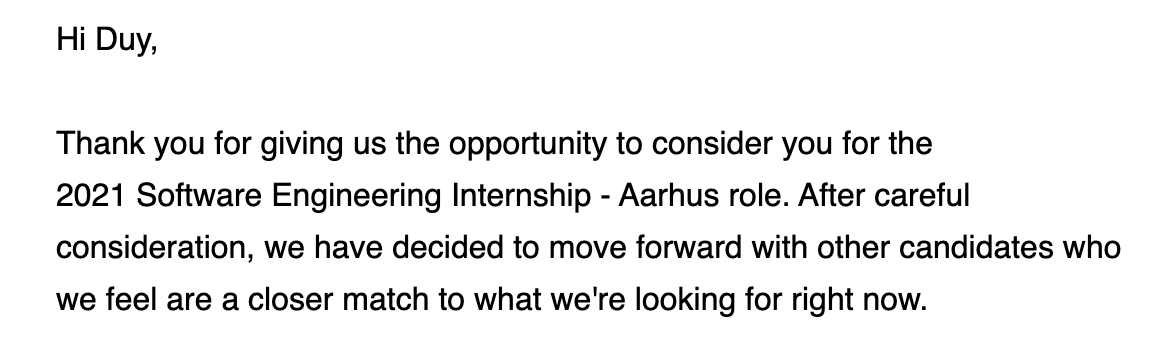 Hi Duy,
Thank you for giving us the opportunity to consider you for the
2021 Software Engineering Internship - Aarhus role. After careful
consideration, we have decided to move forward with other candidates who
we feel are a closer match to what we're looking for right now.